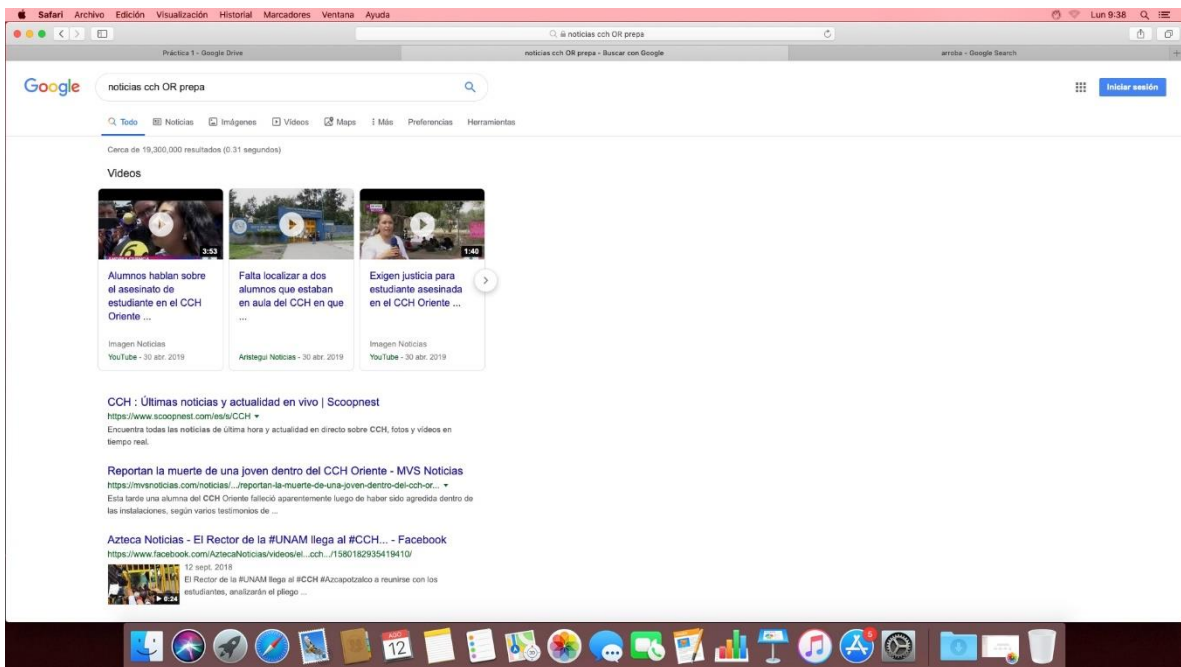 Safari Archivo Edición Visualización Historial Marcadores Ventana Ayuda
Lun 9:38
noticias cch OR prepa
Práctica 1 - Google Drive
noticias cch OR prepa - Buscar con Google
arroba - Google Search
Google
noticias cch OR prepa
Iniciar sesión
Todo Noticias Imágenes Vídeos Maps Más Preferencias Herramientas
Cerca de 19,300,000 resultados (0.31 segundos)
Videos
3:53
1:40
Alumnos hablan sobre
el asesinato de
estudiante en el CCH
Oriente ...
Imagen Noticias
YouTube - 30 abr. 2019
Falta localizar a dos
alumnos que estaban
en aula del CCH en que
...
Aristegui Noticias - 30 abr. 2019
Exigen justicia para
estudiante asesinada
en el CCH Oriente ...
Imagen Noticias
YouTube - 30 abr. 2019
CCH : Últimas noticias y actualidad en vivo | Scoopnest
https://www.scoopnest.com/es/s/CCH
Encuentra todas las noticias de última hora y actualidad en directo sobre CCH, fotos y vídeos en
tiempo real.
Reportan la muerte de una joven dentro del CCH Oriente - MVS Noticias
https://mvsnoticias.com/noticias/.../reportan-la-muerte-de-una-joven-dentro-del-cch-or...
Esta tarde una alumna del CCH Oriente falleció aparentemente luego de haber sido agredida dentro de
las instalaciones, según varios testimonios de ...
Azteca Noticias - El Rector de la #UNAM llega al #CCH... - Facebook
https://www.facebook.com/AztecaNoticias/videos/el...cch.../1580182935419410/
12 sept. 2018
El Rector de la #UNAM llega al #CCH #Azcapotzalco a reunirse con los
estudiantes, analizarán el pliego ...
0:24
AGO
12
5